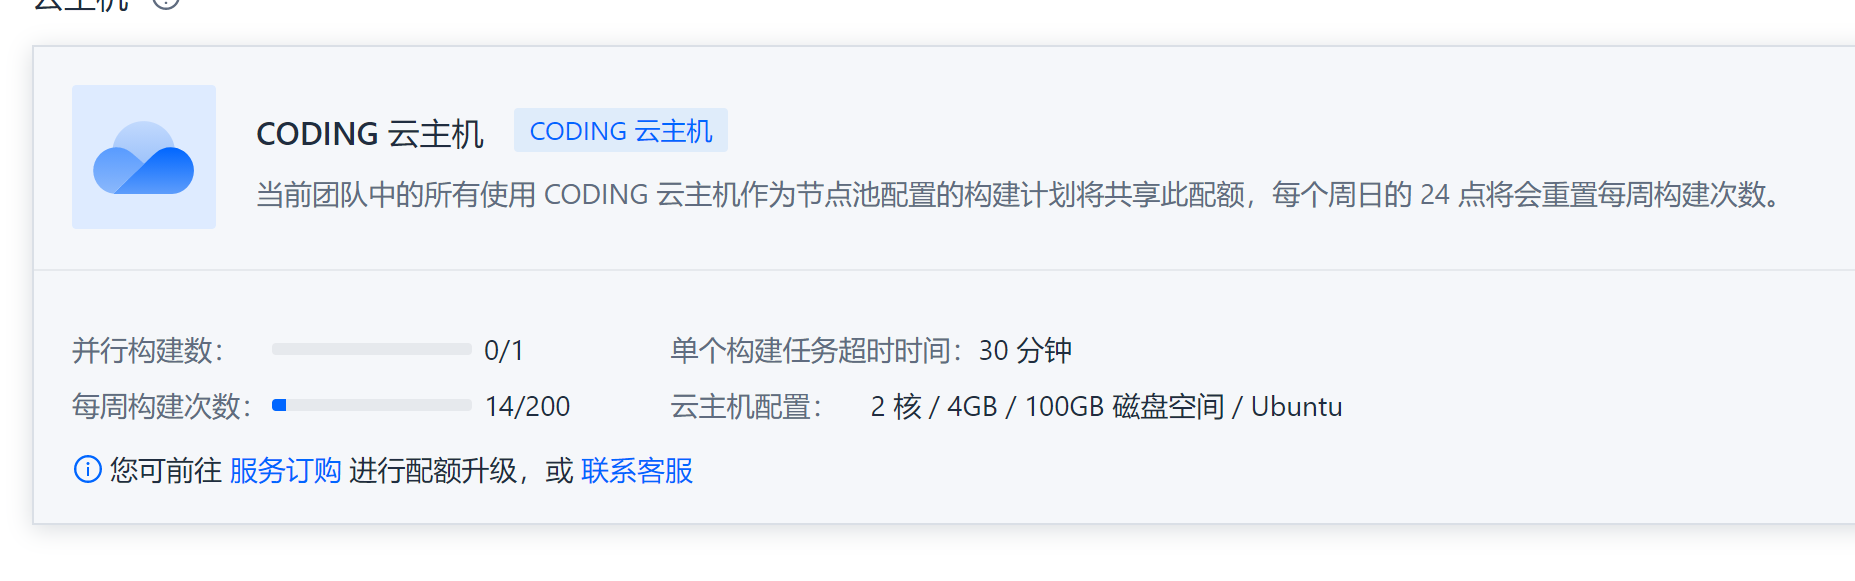 云主机
CODING 云主机 CODING 云主机
当前团队中的所有使用 CODING 云主机作为节点池配置的构建计划将共享此配额，每个周日的 24 点将会重置每周构建次数。
并行构建数： 0/1 单个构建任务超时时间：30 分钟
每周构建次数： 14/200 云主机配置： 2 核 / 4GB / 100GB 磁盘空间 / Ubuntu
您可前往 服务订购 进行配额升级，或 联系客服